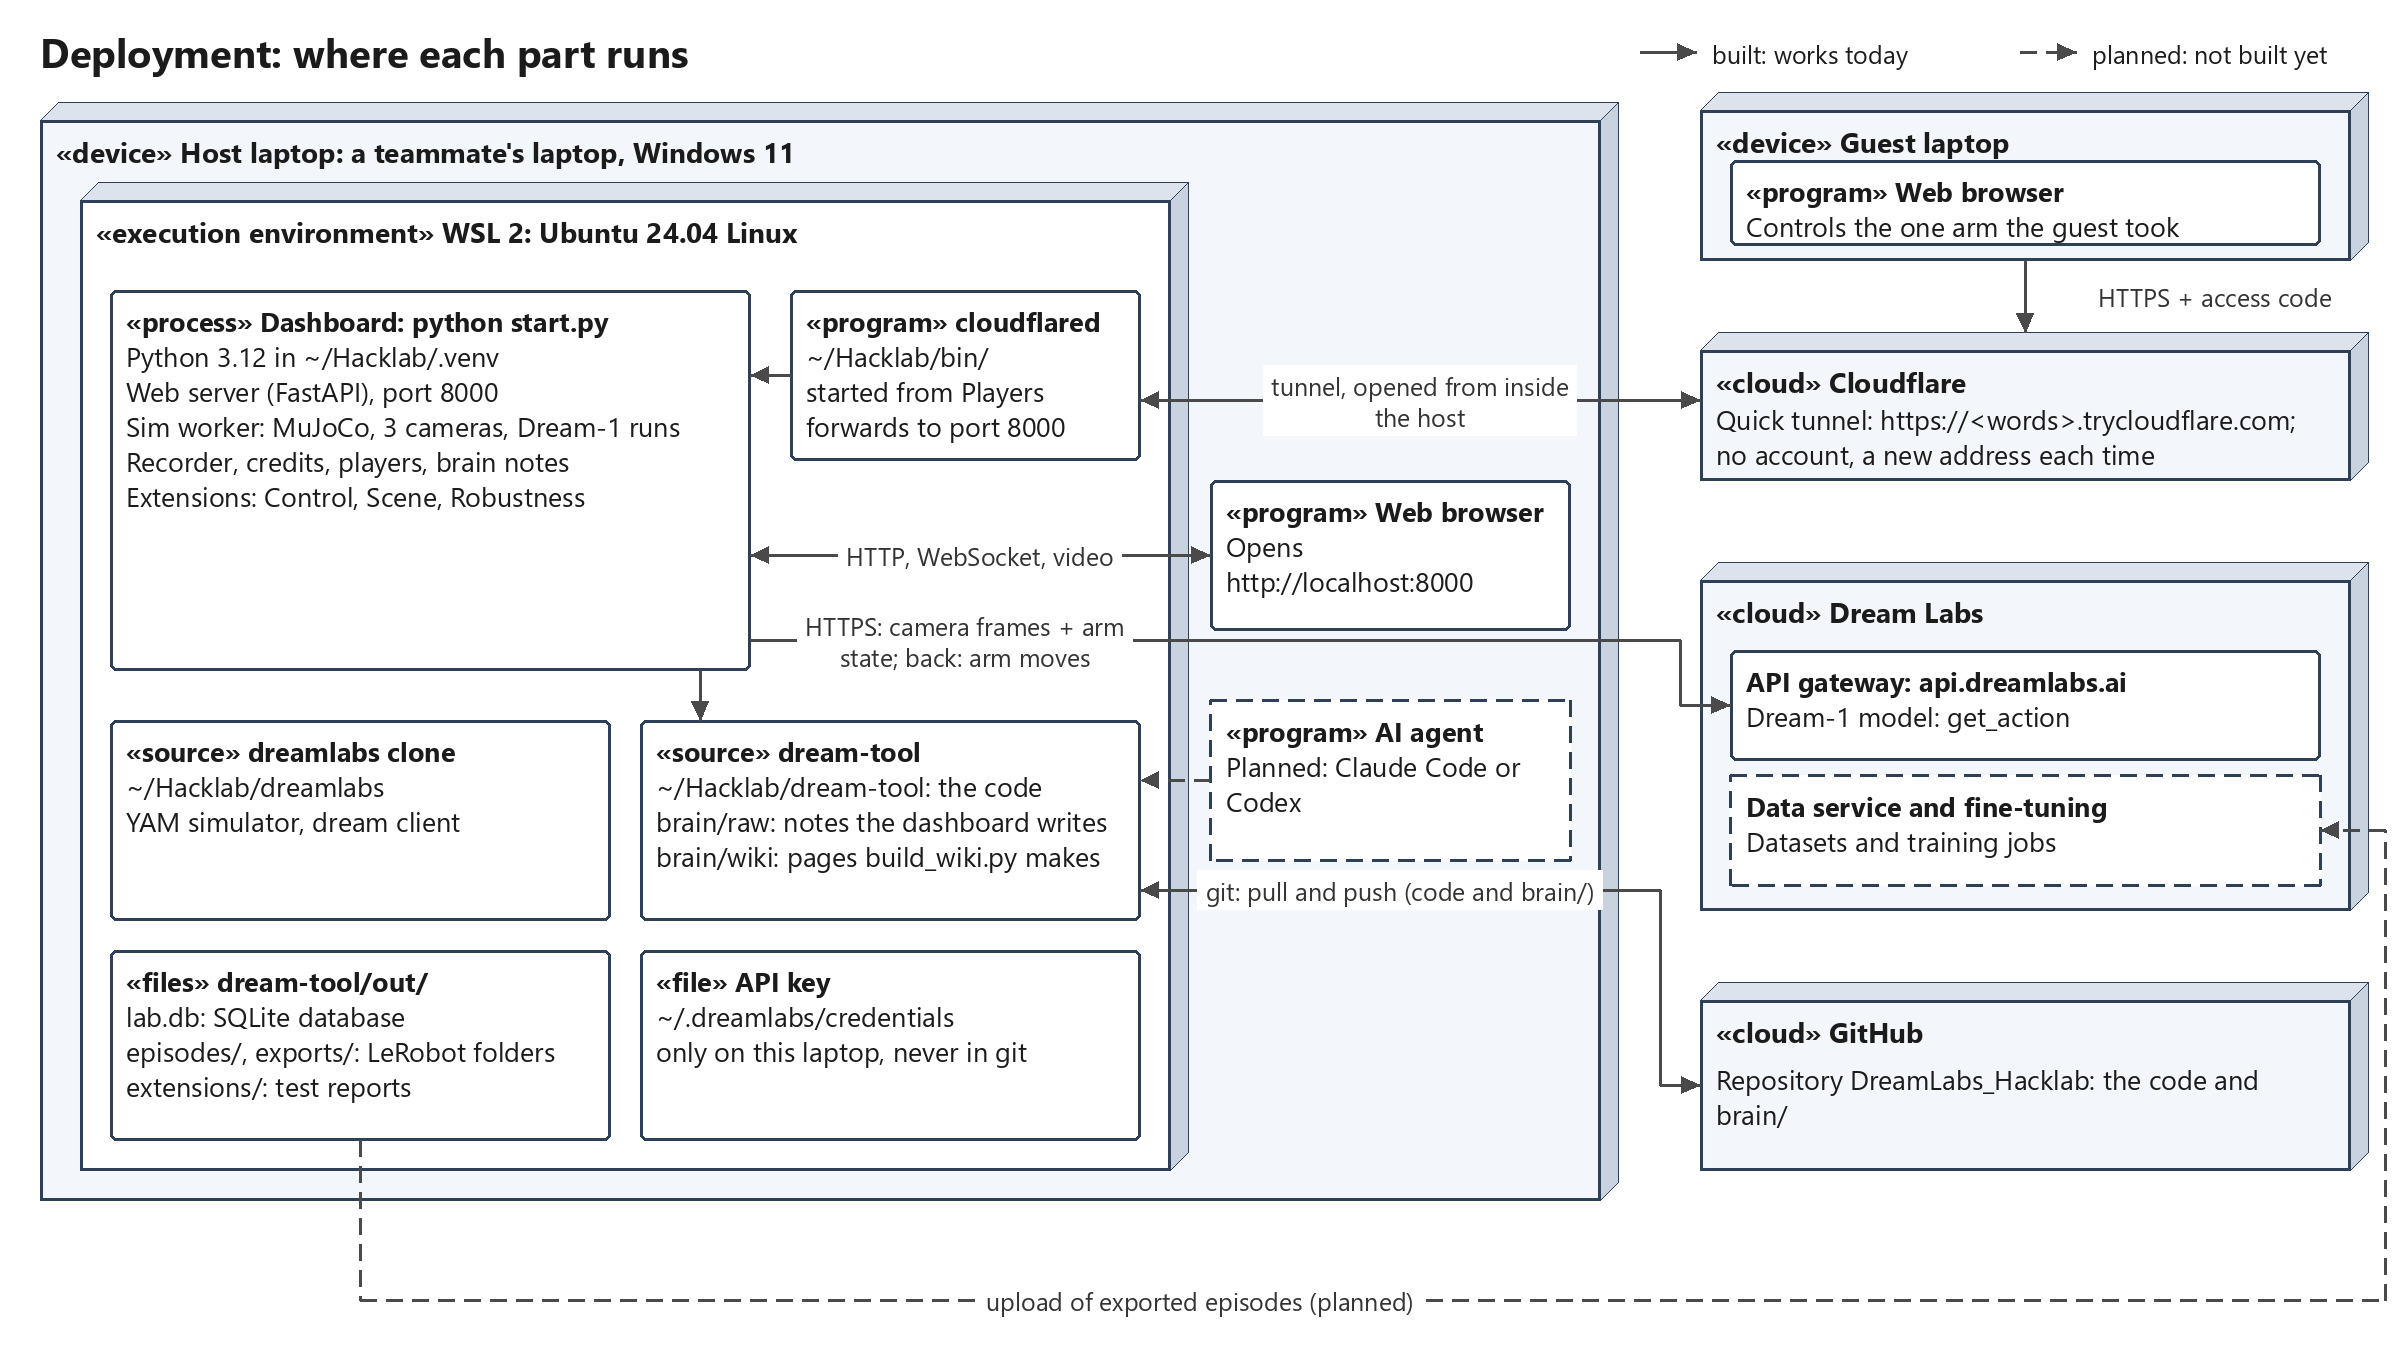 Deployment: where each part runs
built: works today
planned: not built yet
«device» Host laptop: a teammate's laptop, Windows 11
«execution environment» WSL 2: Ubuntu 24.04 Linux
«process» Dashboard: python start.py
Python 3.12 in ~/Hacklab/.venv
Web server (FastAPI), port 8000
Sim worker: MuJoCo, 3 cameras, Dream-1 runs
Recorder, credits, players, brain notes
Extensions: Control, Scene, Robustness
«program» cloudflared
~/Hacklab/bin/
started from Players
forwards to port 8000
tunnel, opened from inside
the host
HTTP, WebSocket, video
«program» Web browser
Opens
http://localhost:8000
HTTPS: camera frames + arm
state; back: arm moves
«source» dreamlabs clone
~/Hacklab/dreamlabs
YAM simulator, dream client
«source» dream-tool
~/Hacklab/dream-tool: the code
brain/raw: notes the dashboard writes
brain/wiki: pages build_wiki.py makes
«program» AI agent
Planned: Claude Code or
Codex
git: pull and push (code and brain/)
«files» dream-tool/out/
lab.db: SQLite database
episodes/, exports/: LeRobot folders
extensions/: test reports
«file» API key
~/.dreamlabs/credentials
only on this laptop, never in git
«device» Guest laptop
«program» Web browser
Controls the one arm the guest took
HTTPS + access code
«cloud» Cloudflare
Quick tunnel: https://<words>.trycloudflare.com;
no account, a new address each time
«cloud» Dream Labs
API gateway: api.dreamlabs.ai
Dream-1 model: get_action
Data service and fine-tuning
Datasets and training jobs
«cloud» GitHub
Repository DreamLabs_Hacklab: the code and
brain/
upload of exported episodes (planned)